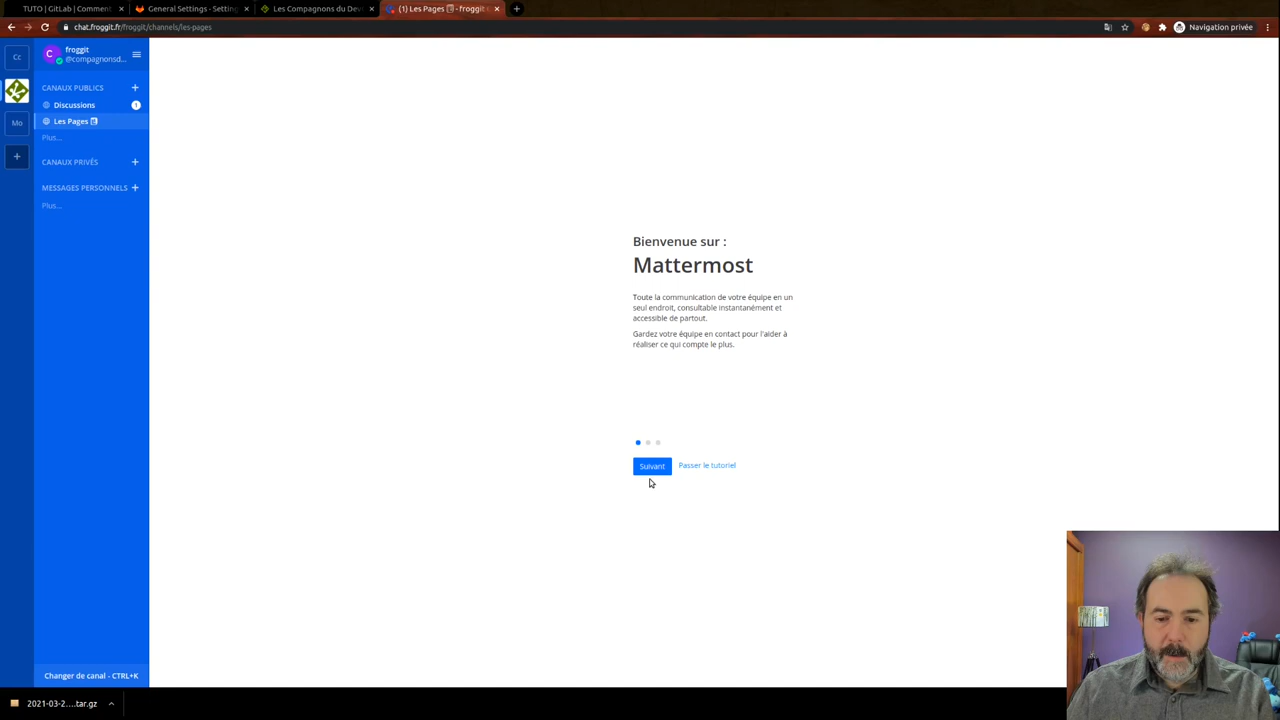 TUTO | GitLab | Comment
General Settings - Setting
Les Compagnons du Dev
(1) Les Pages - froggit
chat.froggit.fr/froggit/channels/les-pages
Navigation privée
Cc
froggit
C
@compagnonsd...
CANAUX PUBLICS +
Discussions 1
Les Pages
Mo
Plus...
+
CANAUX PRIVÉS +
MESSAGES PERSONNELS +
Plus...
Bienvenue sur :
Mattermost
Toute la communication de votre équipe en un
seul endroit, consultable instantanément et
accessible de partout.
Gardez votre équipe en contact pour l'aider à
réaliser ce qui compte le plus.
Suivant Passer le tutoriel
Changer de canal - CTRL+K
2021-03-2....tar.gz